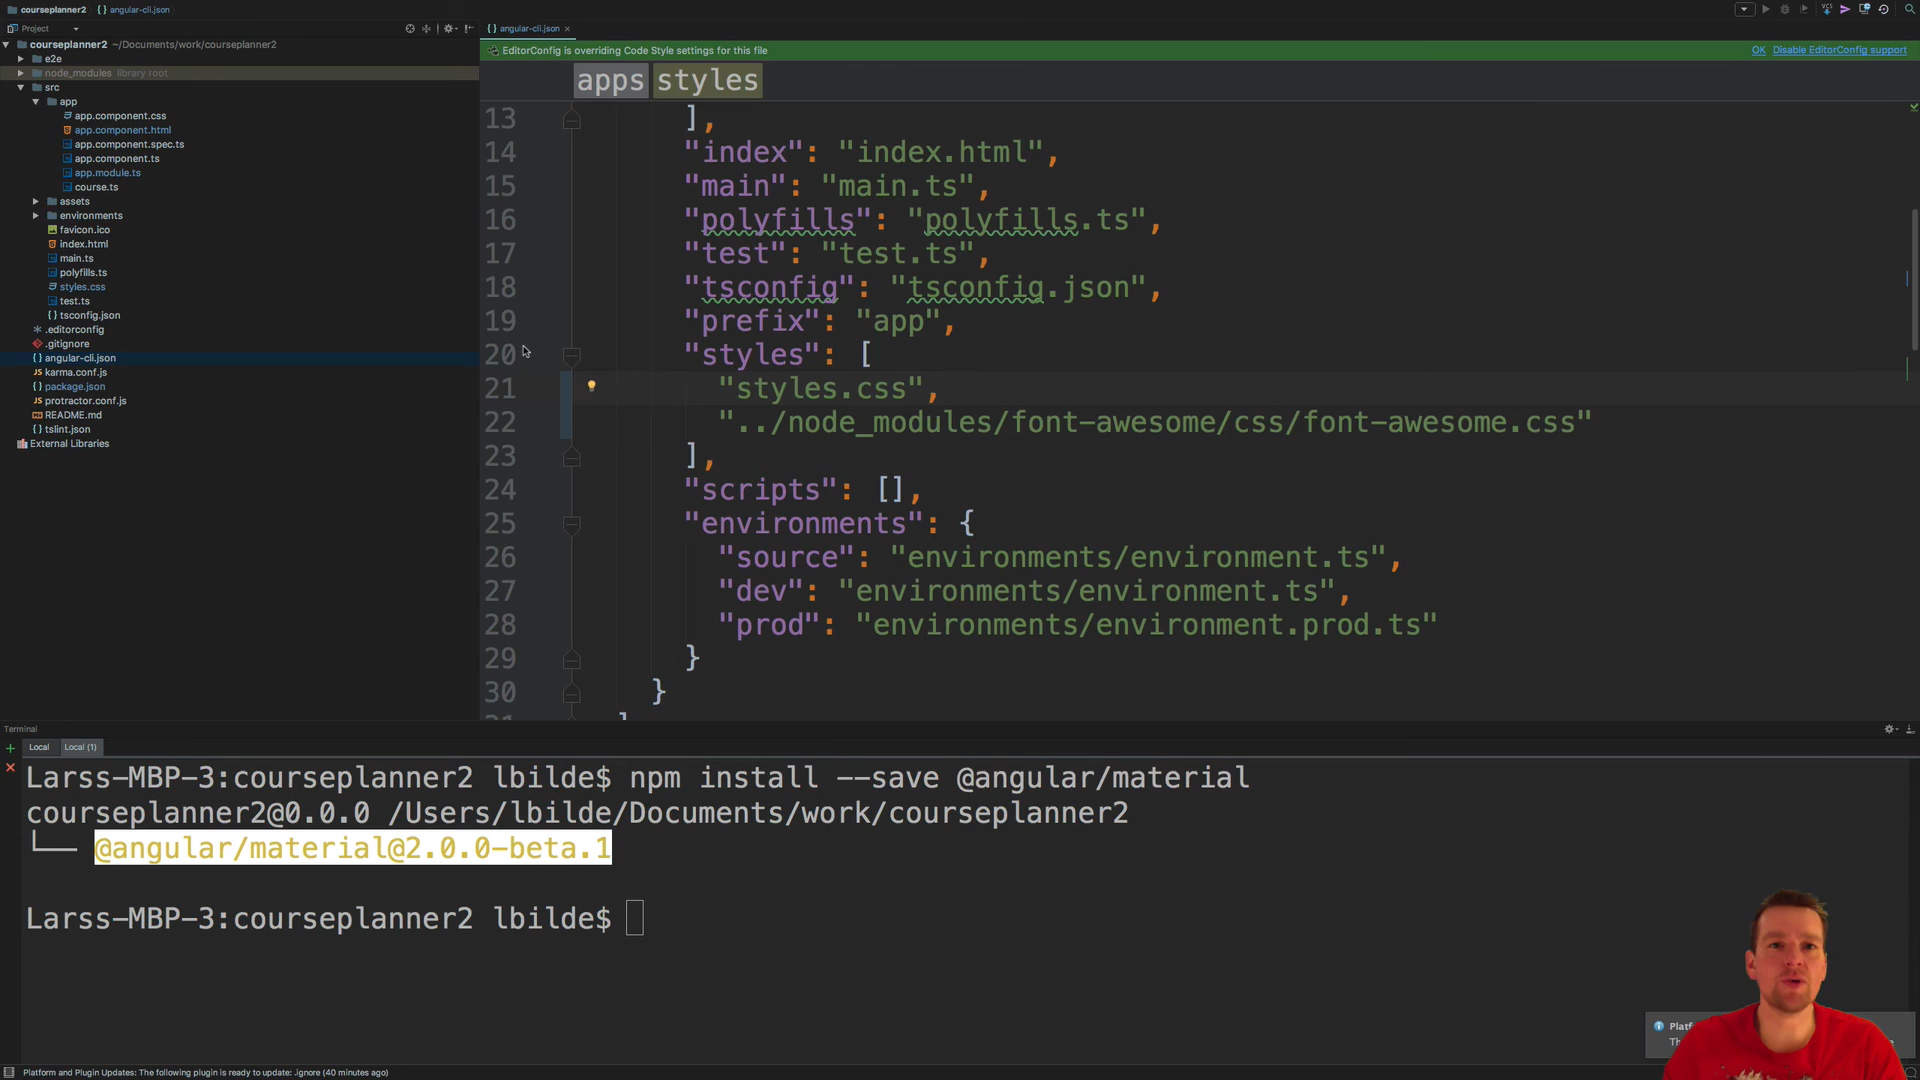 courseplanner2 angular-cli.json
Project
courseplanner2 ~/Documents/work/courseplanner2
e2e
node_modules library root
src
app
app.component.css
app.component.html
app.component.spec.ts
app.component.ts
app.module.ts
course.ts
assets
environments
favicon.ico
index.html
main.ts
polyfills.ts
styles.css
test.ts
tsconfig.json
.editorconfig
.gitignore
angular-cli.json
karma.conf.js
package.json
protractor.conf.js
README.md
tslint.json
External Libraries
VCS
angular-cli.json
EditorConfig is overriding Code Style settings for this file OK Disable EditorConfig support
apps styles
13 ],
14 "index": "index.html",
15 "main": "main.ts",
16 "polyfills": "polyfills.ts",
17 "test": "test.ts",
18 "tsconfig": "tsconfig.json",
19 "prefix": "app",
20 "styles": [
21 "styles.css",
22 "../node_modules/font-awesome/css/font-awesome.css"
23 ],
24 "scripts": [],
25 "environments": {
26 "source": "environments/environment.ts",
27 "dev": "environments/environment.ts",
28 "prod": "environments/environment.prod.ts"
29 }
30 }
Terminal
Local Local (1)
Larss-MBP-3:courseplanner2 lbilde$ npm install --save @angular/material
courseplanner2@0.0.0 /Users/lbilde/Documents/work/courseplanner2
└── @angular/material@2.0.0-beta.1
Larss-MBP-3:courseplanner2 lbilde$
Platform and Plugin Updates: The following plugin is ready to update: .ignore (40 minutes ago)